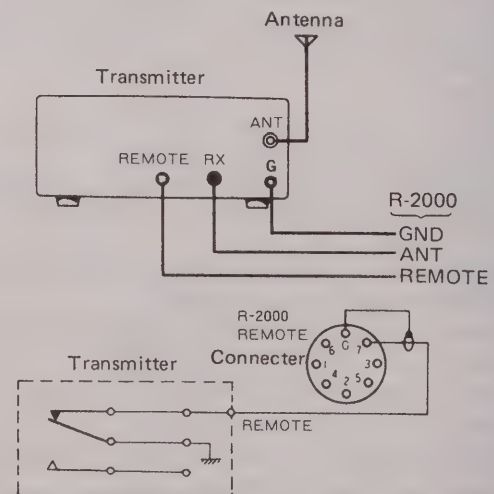 Antenna
Transmitter
ANT
REMOTE RX G
R-2000
GND
ANT
REMOTE
R-2000
REMOTE
Connecter
6 G 7
1 3
4 2 5 8
Transmitter
REMOTE